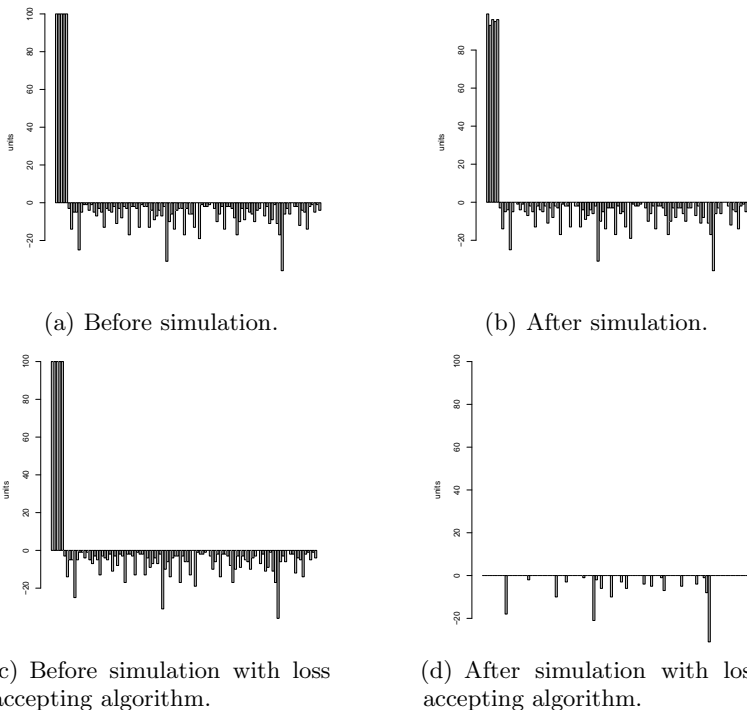 100
80
60
40
20
0
−20
units
80
60
40
20
0
−20
units
(a) Before simulation.
(b) After simulation.
100
80
60
40
20
0
−20
units
100
80
60
40
20
0
−20
units
c) Before simulation with loss
accepting algorithm.
(d) After simulation with los
accepting algorithm.